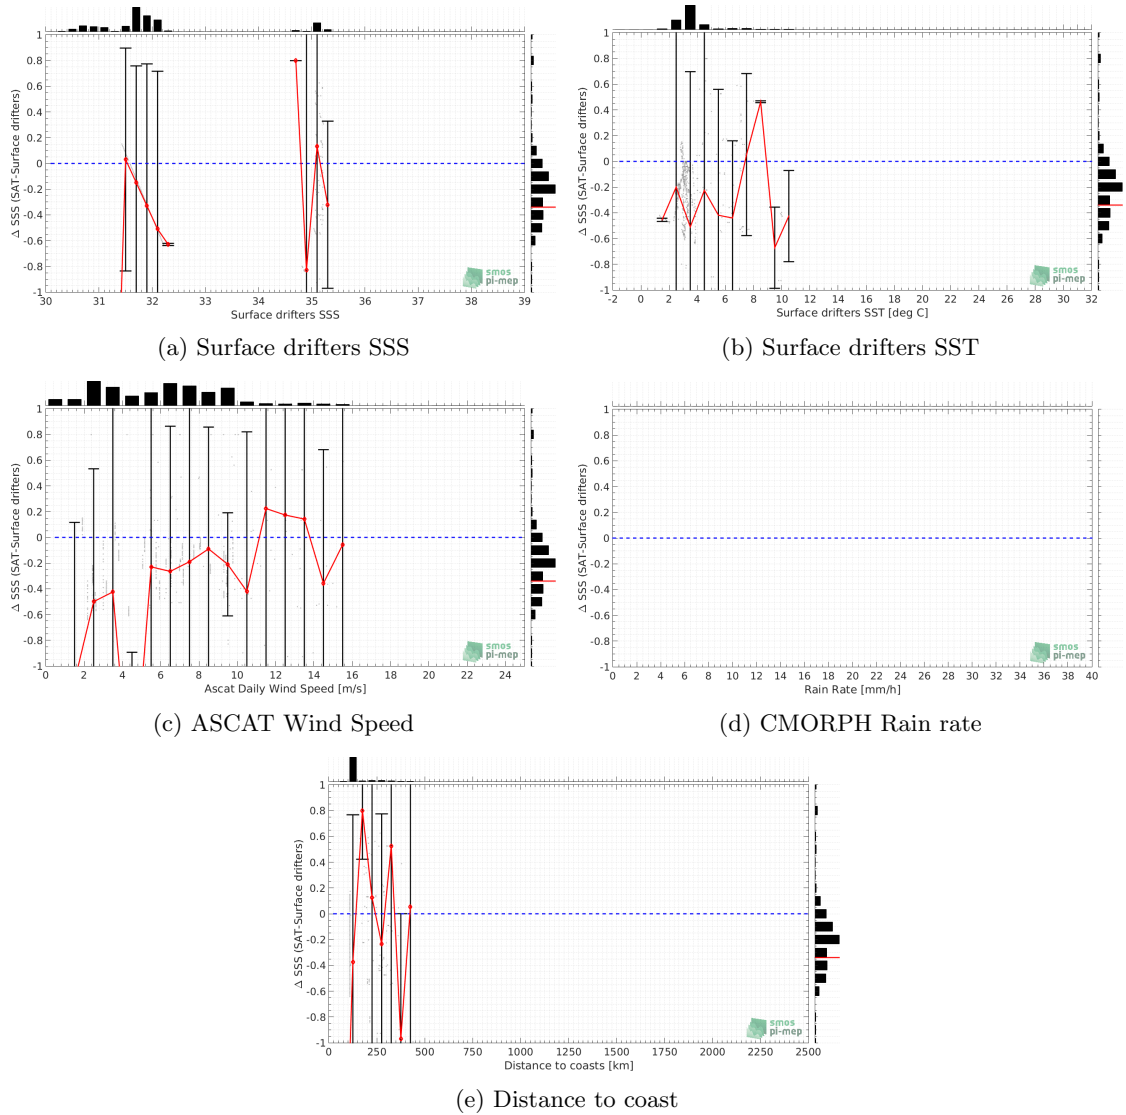 1
0.8
0.6
0.4
0.2
0
-0.2
-0.4
-0.6
-0.8
-1
Δ SSS (SAT-Surface drifters)
30 31 32 33 34 35 36 37 38 39
Surface drifters SSS
smos
pi-mep
(a) Surface drifters SSS
1
0.8
0.6
0.4
0.2
0
-0.2
-0.4
-0.6
-0.8
-1
Δ SSS (SAT-Surface drifters)
-2 0 2 4 6 8 10 12 14 16 18 20 22 24 26 28 30 32
Surface drifters SST [deg C]
smos
pi-mep
(b) Surface drifters SST
1
0.8
0.6
0.4
0.2
0
-0.2
-0.4
-0.6
-0.8
-1
Δ SSS (SAT-Surface drifters)
0 2 4 6 8 10 12 14 16 18 20 22 24
Ascat Daily Wind Speed [m/s]
smos
pi-mep
(c) ASCAT Wind Speed
1
0.8
0.6
0.4
0.2
0
-0.2
-0.4
-0.6
-0.8
-1
Δ SSS (SAT-Surface drifters)
0 2 4 6 8 10 12 14 16 18 20 22 24 26 28 30 32 34 36 38 40
Rain Rate [mm/h]
smos
pi-mep
(d) CMORPH Rain rate
1
0.8
0.6
0.4
0.2
0
-0.2
-0.4
-0.6
-0.8
-1
Δ SSS (SAT-Surface drifters)
0 250 500 750 1000 1250 1500 1750 2000 2250 2500
Distance to coasts [km]
smos
pi-mep
(e) Distance to coast